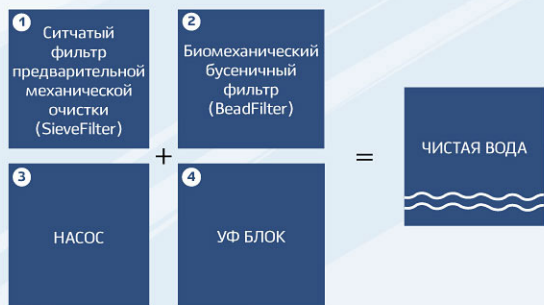 1
Ситчатый
фильтр
предварительной
механической
очистки
(SieveFilter)
2
Биомеханический
бусеничный
фильтр
(BeadFilter)
+
3
НАСОС
4
УФ БЛОК
=
ЧИСТАЯ ВОДА